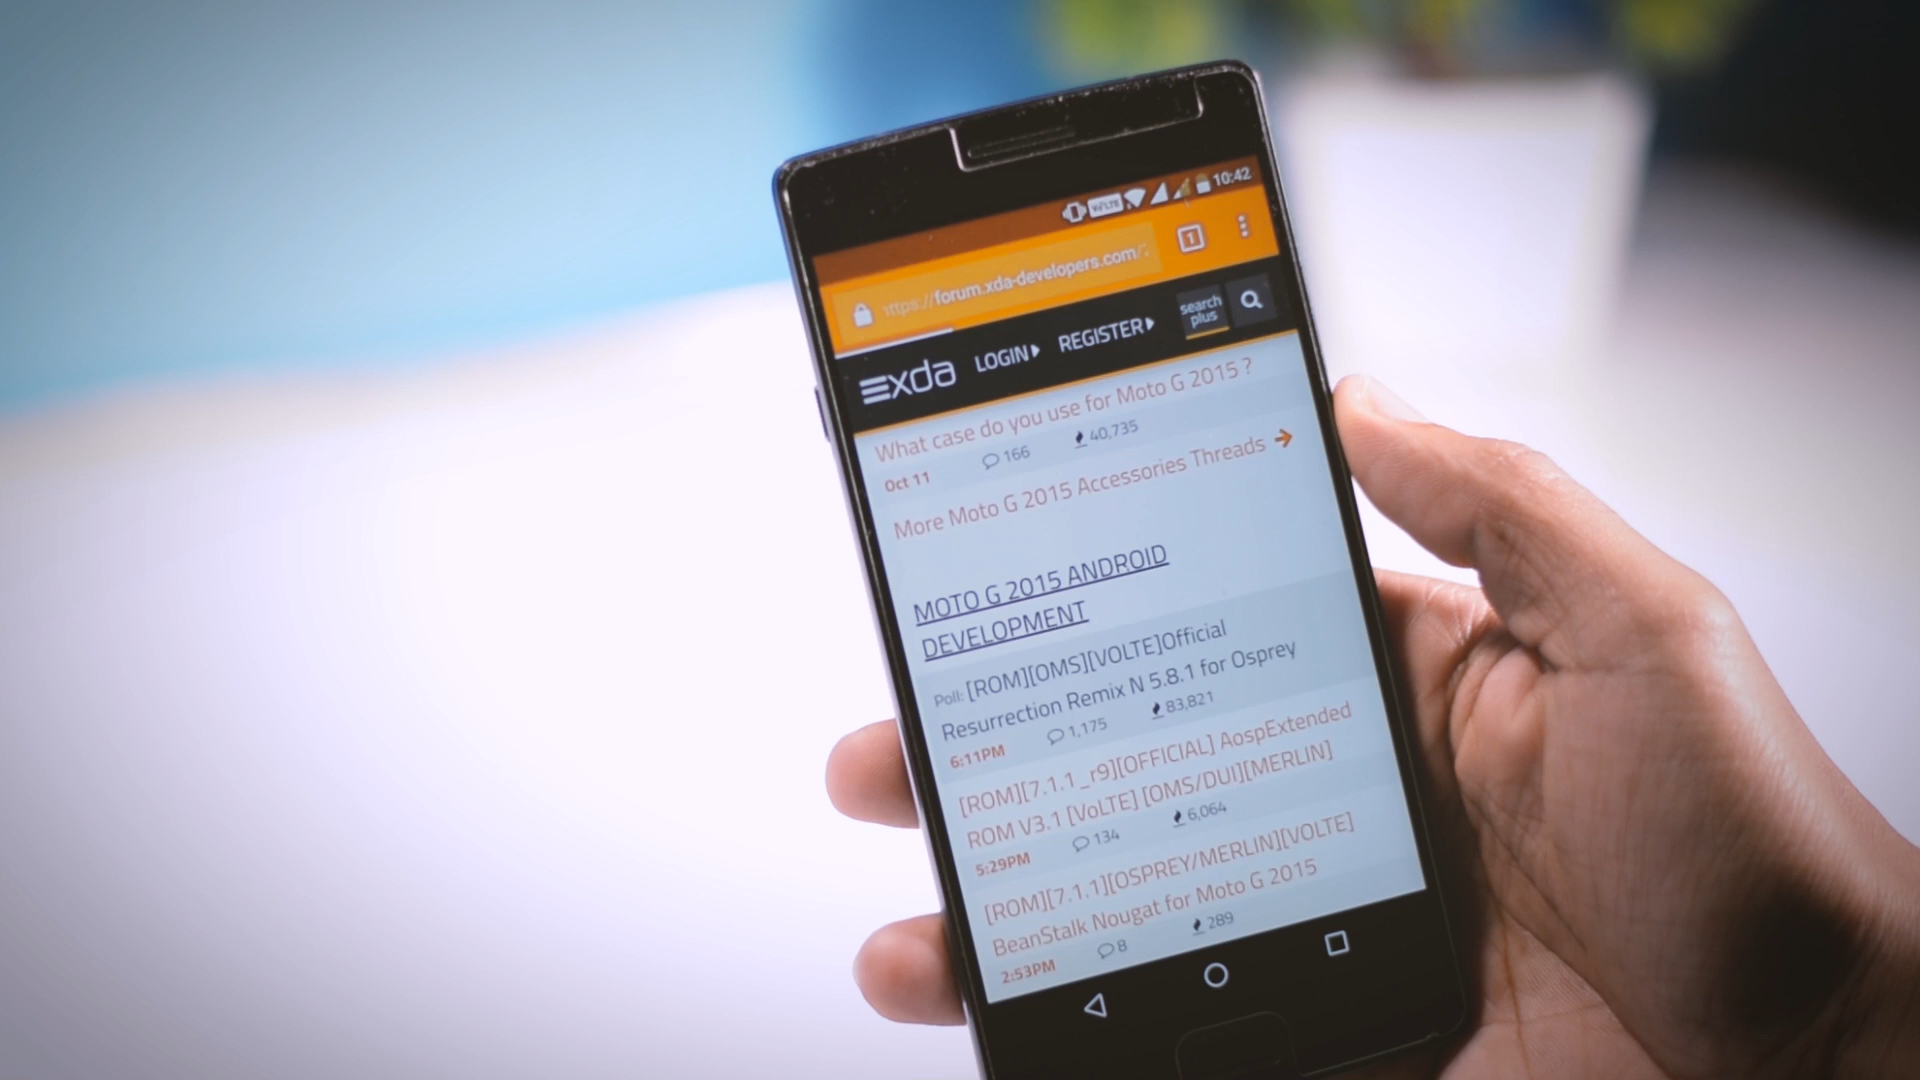 VoLTE 10:42
ttps://forum.xda-developers.com/
1
xda LOGIN REGISTER search plus
What case do you use for Moto G 2015 ?
Oct 11 166 40,735
More Moto G 2015 Accessories Threads
MOTO G 2015 ANDROID
DEVELOPMENT
Poll: [ROM][OMS][VOLTE]Official
Resurrection Remix N 5.8.1 for Osprey
6:11PM 1,175 83,821
[ROM][7.1.1_r9][OFFICIAL] AospExtended
ROM V3.1 [VoLTE] [OMS/DUI][MERLIN]
5:29PM 134 6,064
[ROM][7.1.1][OSPREY/MERLIN][VOLTE]
BeanStalk Nougat for Moto G 2015
2:53PM 8 289